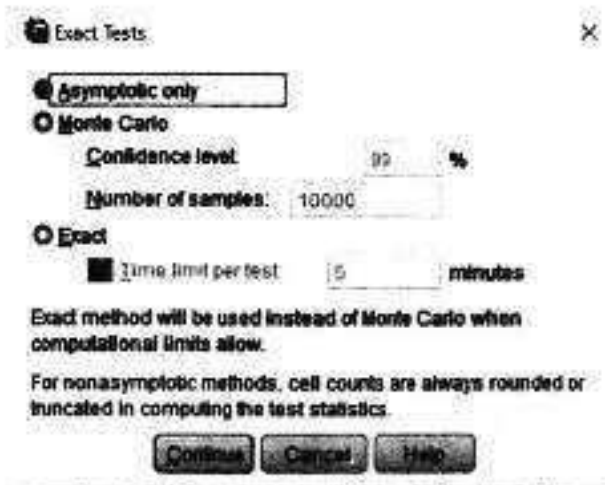 Exact Tests
Asymptotic only
Monte Carlo
Confidence level: 99 %
Number of samples: 10000
Exact
Time limit per test: 5 minutes
Exact method will be used instead of Monte Carlo when
computational limits allow.
For nonasymptotic methods, cell counts are always rounded or
truncated in computing the test statistics.
Continue Cancel Help